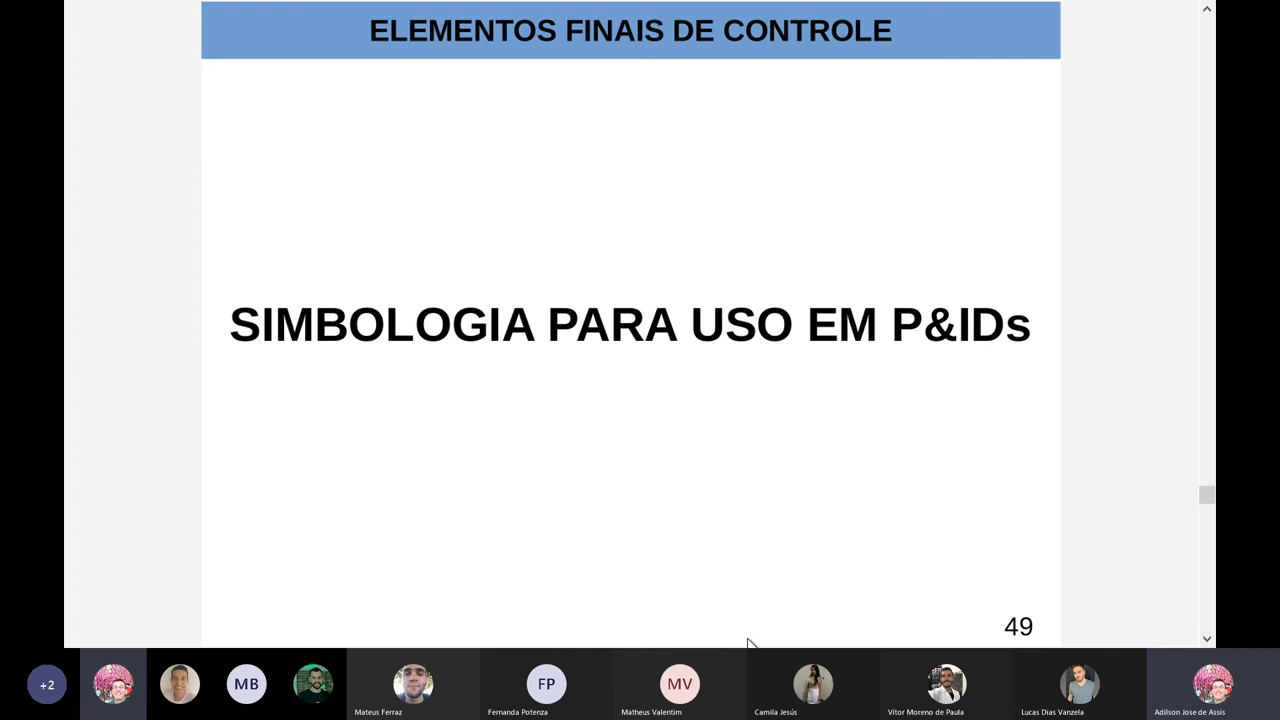 ELEMENTOS FINAIS DE CONTROLE
SIMBOLOGIA PARA USO EM P&IDs
49
+2
MB
FP
MV
Mateus Ferraz
Fernanda Potenza
Matheus Valentim
Camila Jesús
Vítor Moreno de Paula
Lucas Dias Vanzela
Adilson Jose de Assis